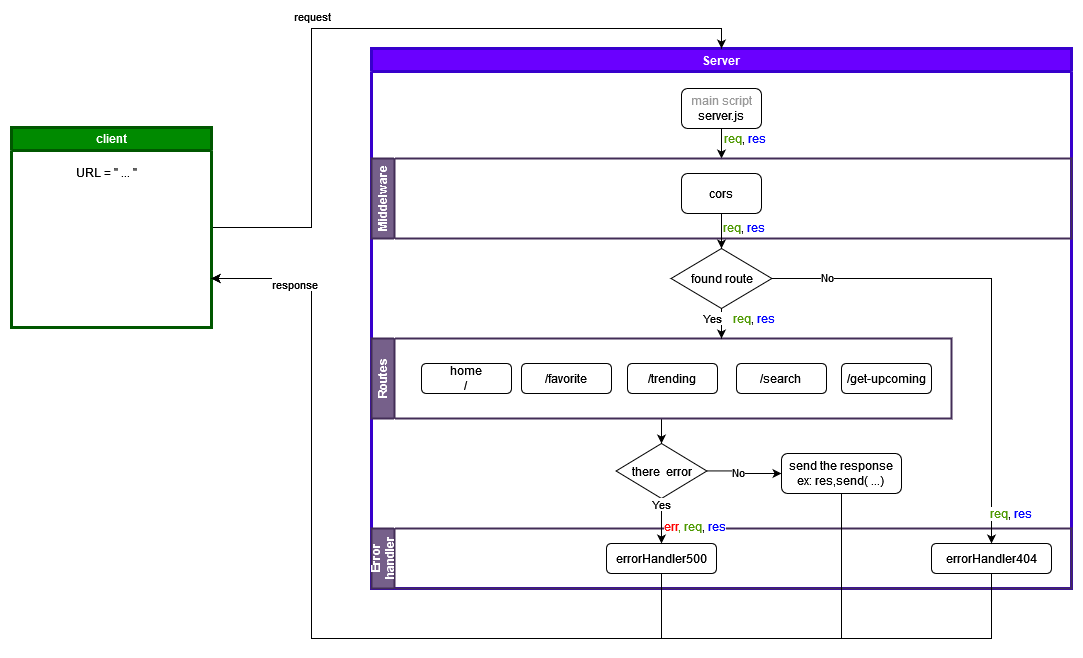 request
Server
main script
server.js
req, res
client
URL = " ... "
Middelware
cors
req, res
found route
No
response
Yes req, res
Routes
home
/
/favorite
/trending
/search
/get-upcoming
there error
No
send the response
ex: res,send( ...)
Yes
err, req, res
req, res
Error
handler
errorHandler500
errorHandler404